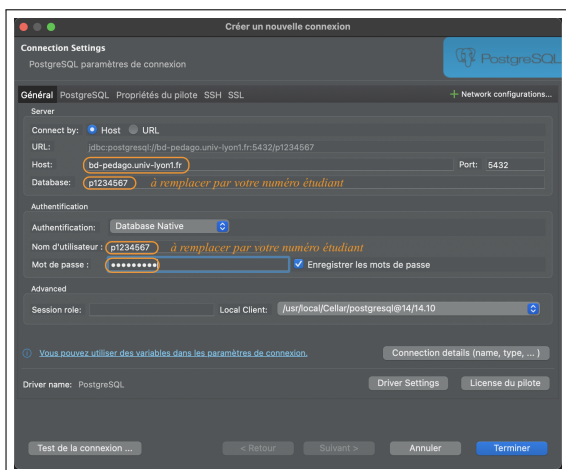 Créer un nouvelle connexion
Connection Settings
PostgreSQL paramètres de connexion
PostgreSQL
Général PostgreSQL Propriétés du pilote SSH SSL
+ Network configurations...
Server
Connect by: Host URL
URL: jdbc:postgresql://bd-pedago.univ-lyon1.fr:5432/p1234567
Host: bd-pedago.univ-lyon1.fr Port: 5432
Database: p1234567 à remplacer par votre numéro étudiant
Authentification
Authentification: Database Native
Nom d'utilisateur : p1234567 à remplacer par votre numéro étudiant
Mot de passe : ••••••••• Enregistrer les mots de passe
Advanced
Session role: Local Client: /usr/local/Cellar/postgresql@14/14.10
Vous pouvez utiliser des variables dans les paramètres de connexion. Connection details (name, type, ... )
Driver name: PostgreSQL Driver Settings License du pilote
Test de la connexion ... < Retour Suivant > Annuler Terminer